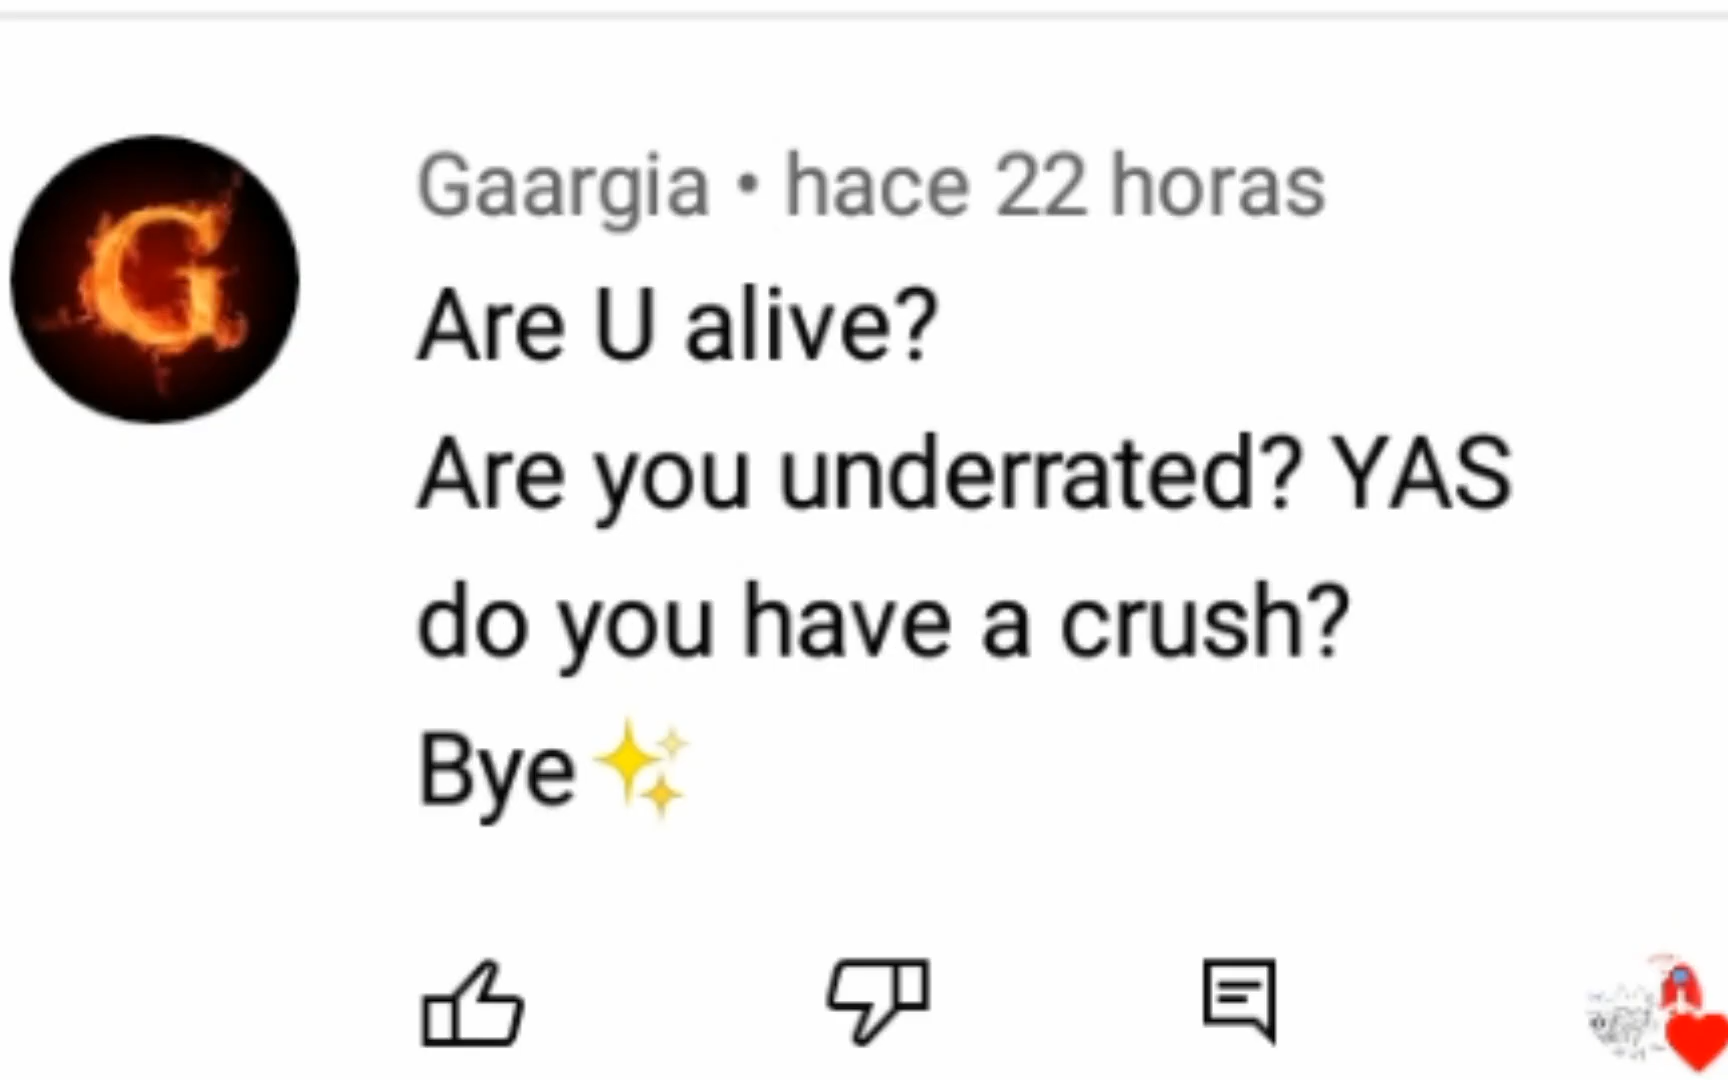 G
Gaargia • hace 22 horas
Are U alive?
Are you underrated? YAS
do you have a crush?
Bye✨